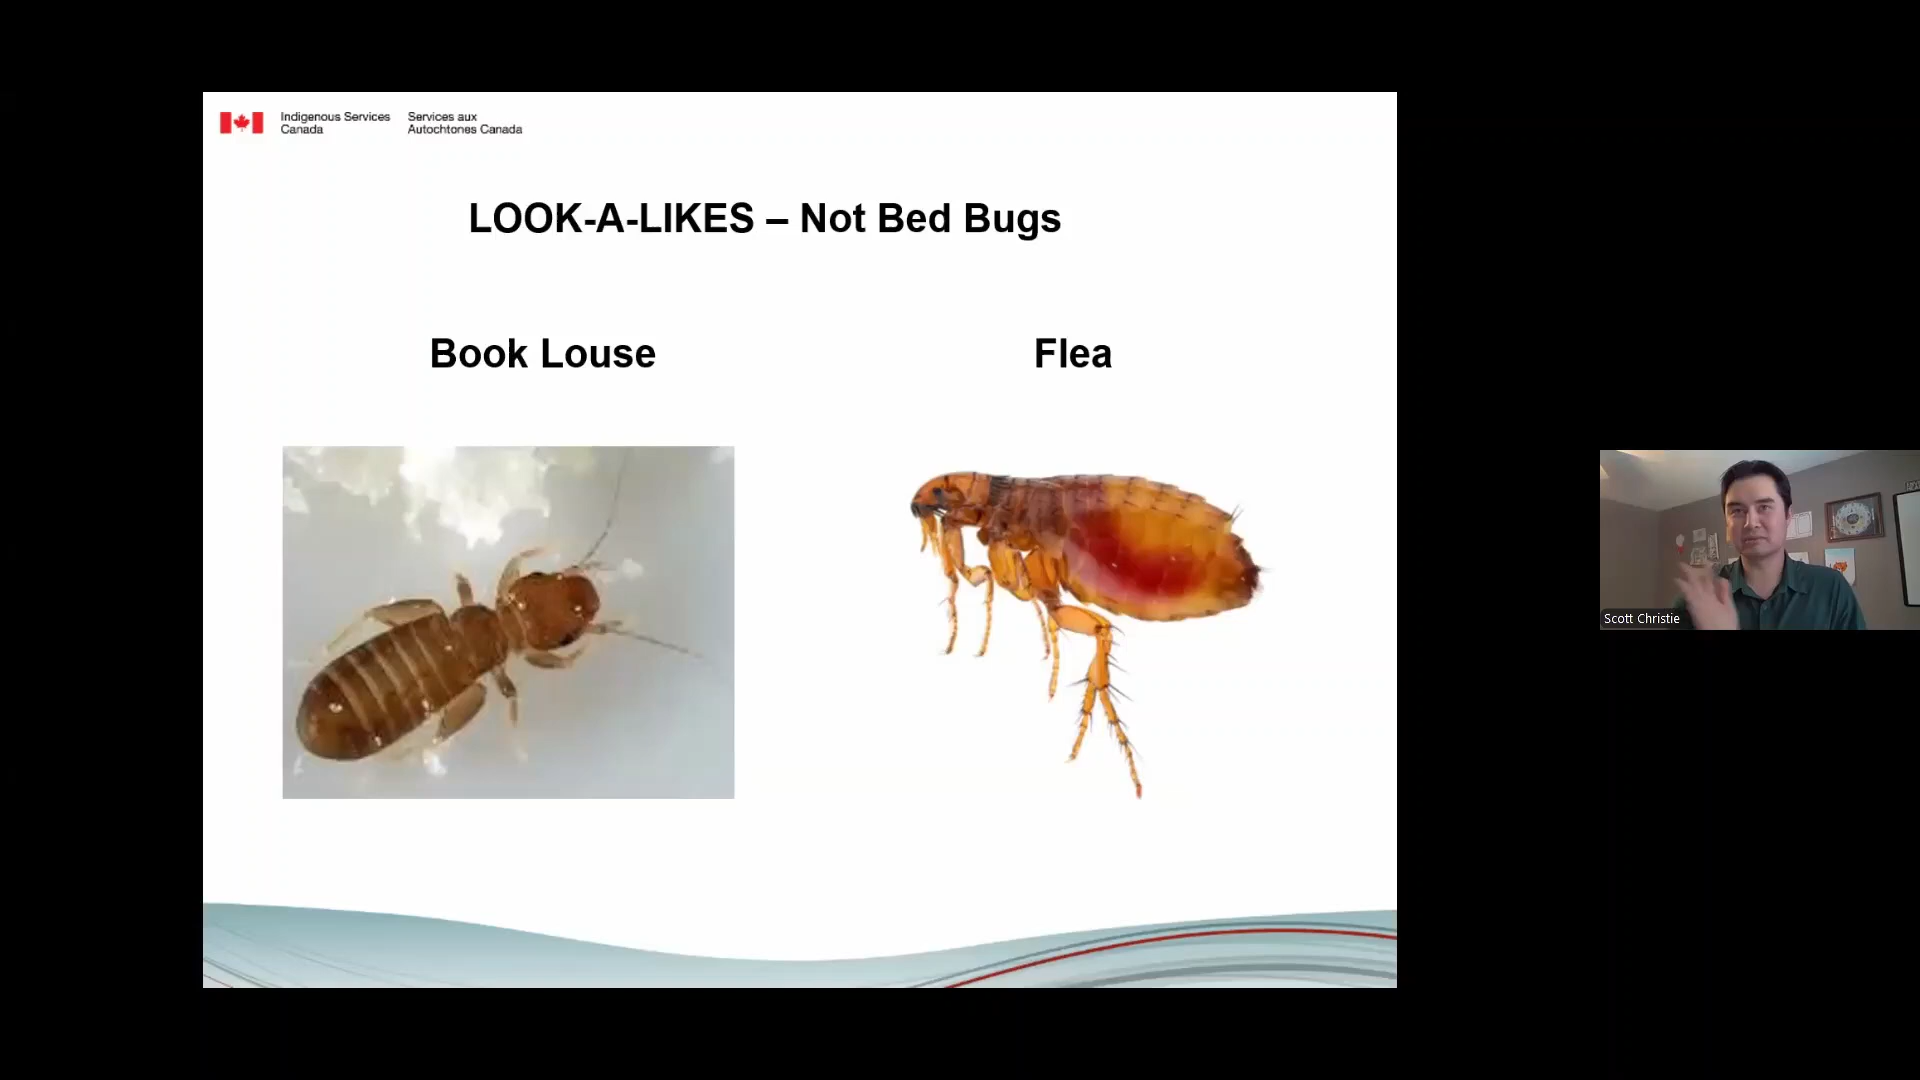 Indigenous Services
Canada
Services aux
Autochtones Canada
LOOK-A-LIKES – Not Bed Bugs
Book Louse
Flea
Scott Christie